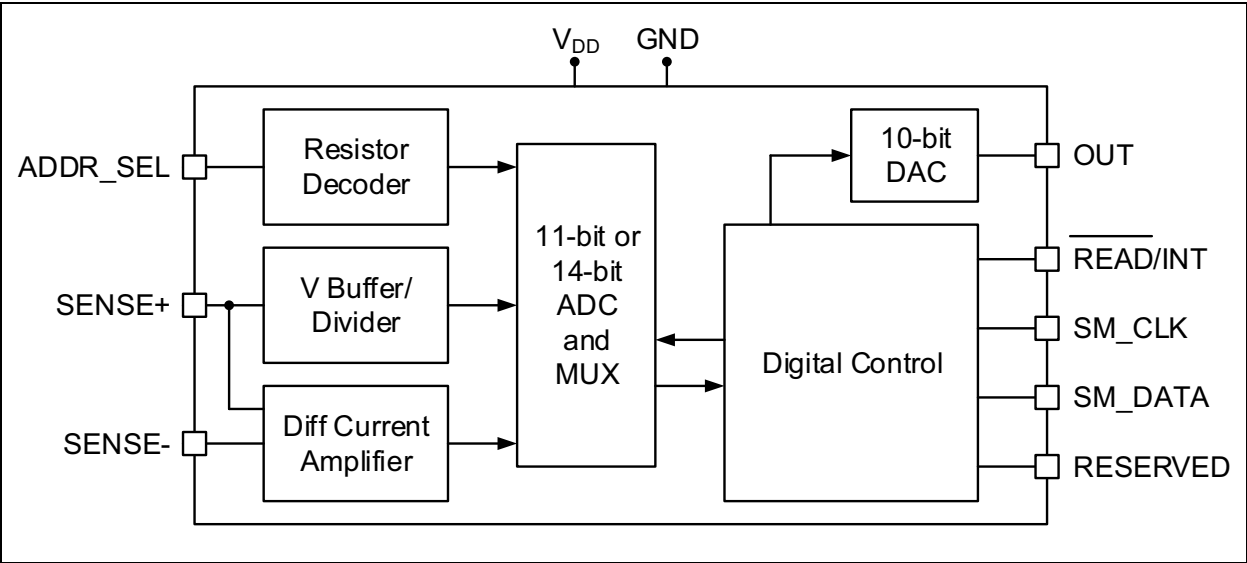 V_DD GND
ADDR_SEL
Resistor
Decoder
10-bit
DAC
OUT
11-bit or
14-bit
ADC
and
MUX
READ/INT
SENSE+
V Buffer/
Divider
SM_CLK
Digital Control
SM_DATA
SENSE-
Diff Current
Amplifier
RESERVED